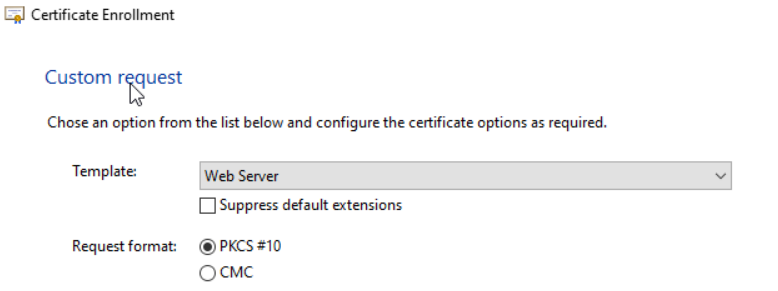 Certificate Enrollment
Custom request
Chose an option from the list below and configure the certificate options as required.
Template:
Web Server
Suppress default extensions
Request format:
PKCS #10
CMC